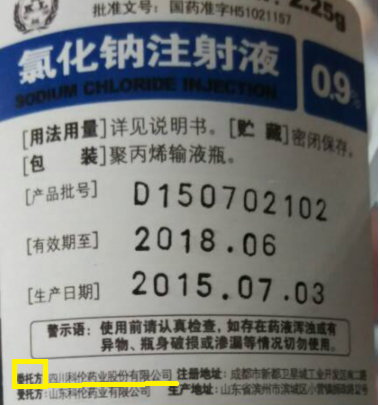 批准文号：国药准字H51021157
2.25g
氯化钠注射液
SODIUM CHLORIDE INJECTION
0.9%
[用法用量]详见说明书。[贮 藏]密闭保存。
[包 装]聚丙烯输液瓶。
[产品批号] D150702102
[有效期至] 2018.06
[生产日期] 2015.07.03
警示语：使用前请认真检查，如存在药液浑浊或有
异物、瓶身破损或渗漏等情况切勿使用。
委托方：四川科伦药业股份有限公司 注册地址：成都市新都卫星城工业开发区南二路
受托方：山东科伦药业有限公司 生产地址：山东省滨州市滨城区小营镇